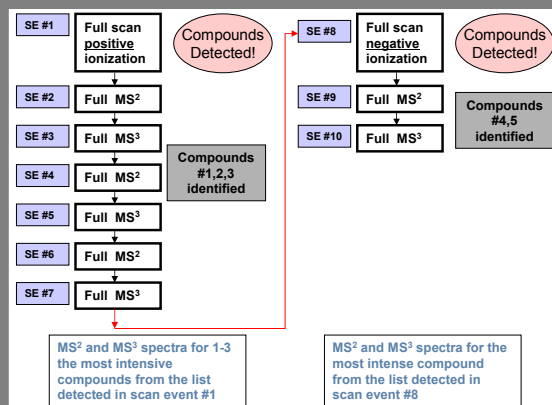 SE #1
Full scan
positive
ionization
Compounds
Detected!
SE #2
Full MS²
SE #3
Full MS³
SE #4
Full MS²
Compounds
#1,2,3
identified
SE #5
Full MS³
SE #6
Full MS²
SE #7
Full MS³
MS² and MS³ spectra for 1-3
the most intensive
compounds from the list
detected in scan event #1
SE #8
Full scan
negative
ionization
Compounds
Detected!
SE #9
Full MS²
SE #10
Full MS³
Compounds
#4,5
identified
MS² and MS³ spectra for the
most intense compound
from the list detected in
scan event #8